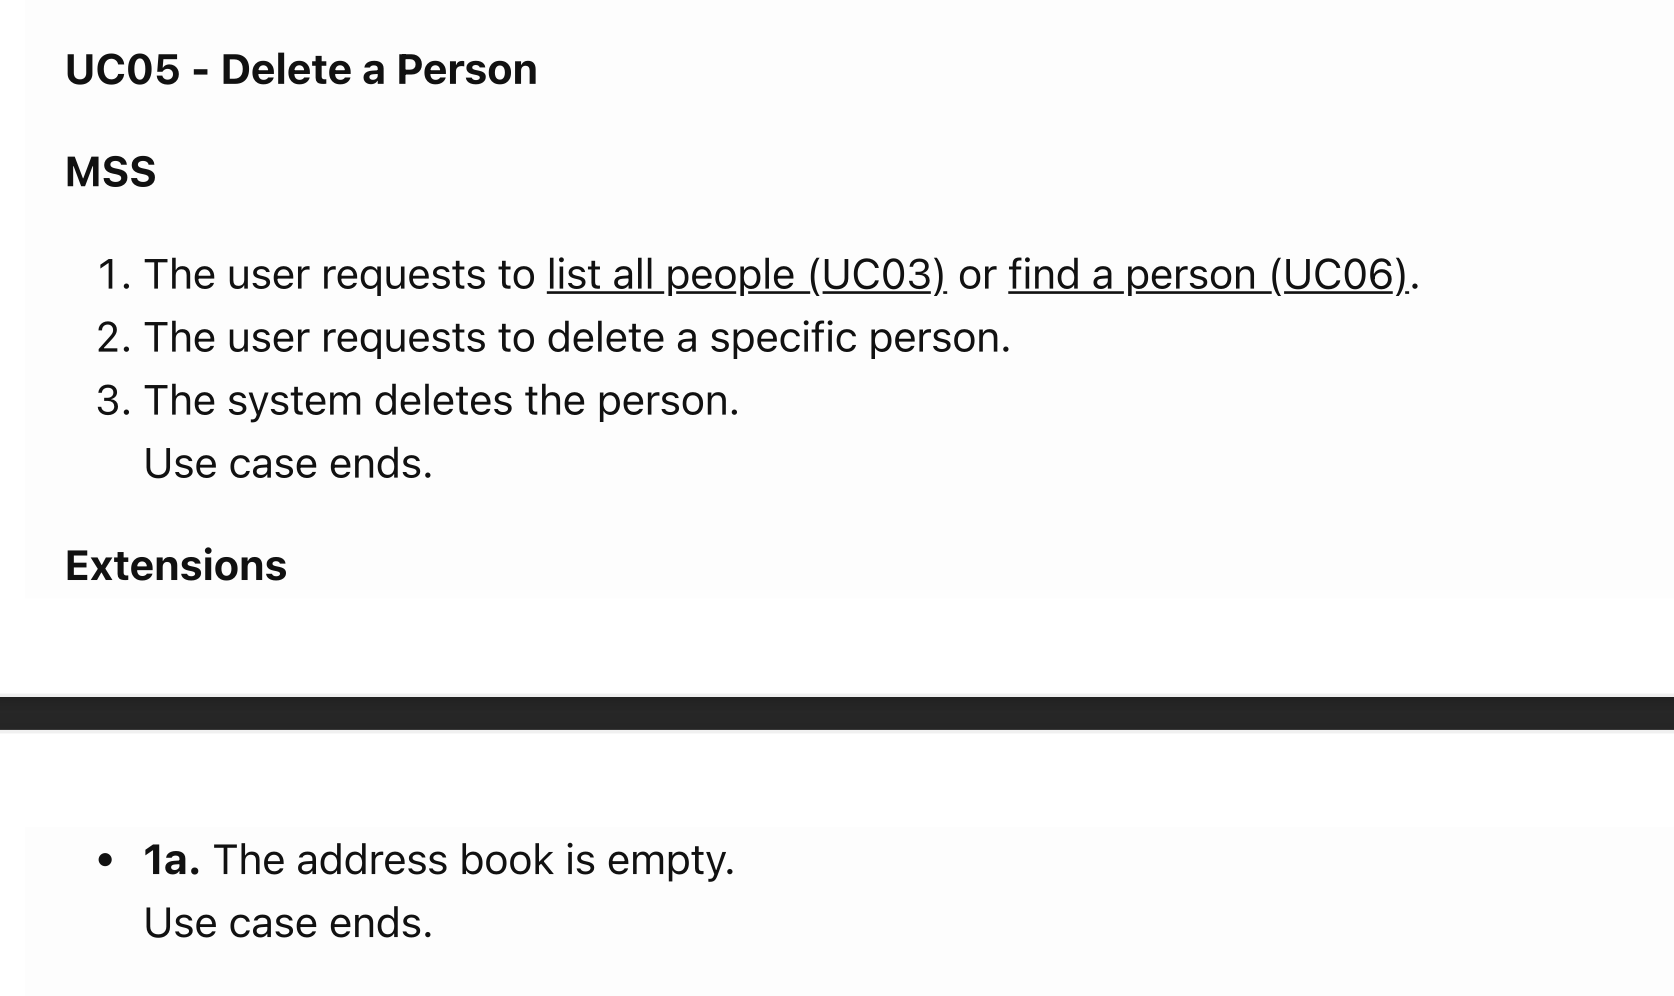 UC05 - Delete a Person
MSS
1. The user requests to list all people (UC03) or find a person (UC06).
2. The user requests to delete a specific person.
3. The system deletes the person.
Use case ends.
Extensions
• 1a. The address book is empty.
Use case ends.